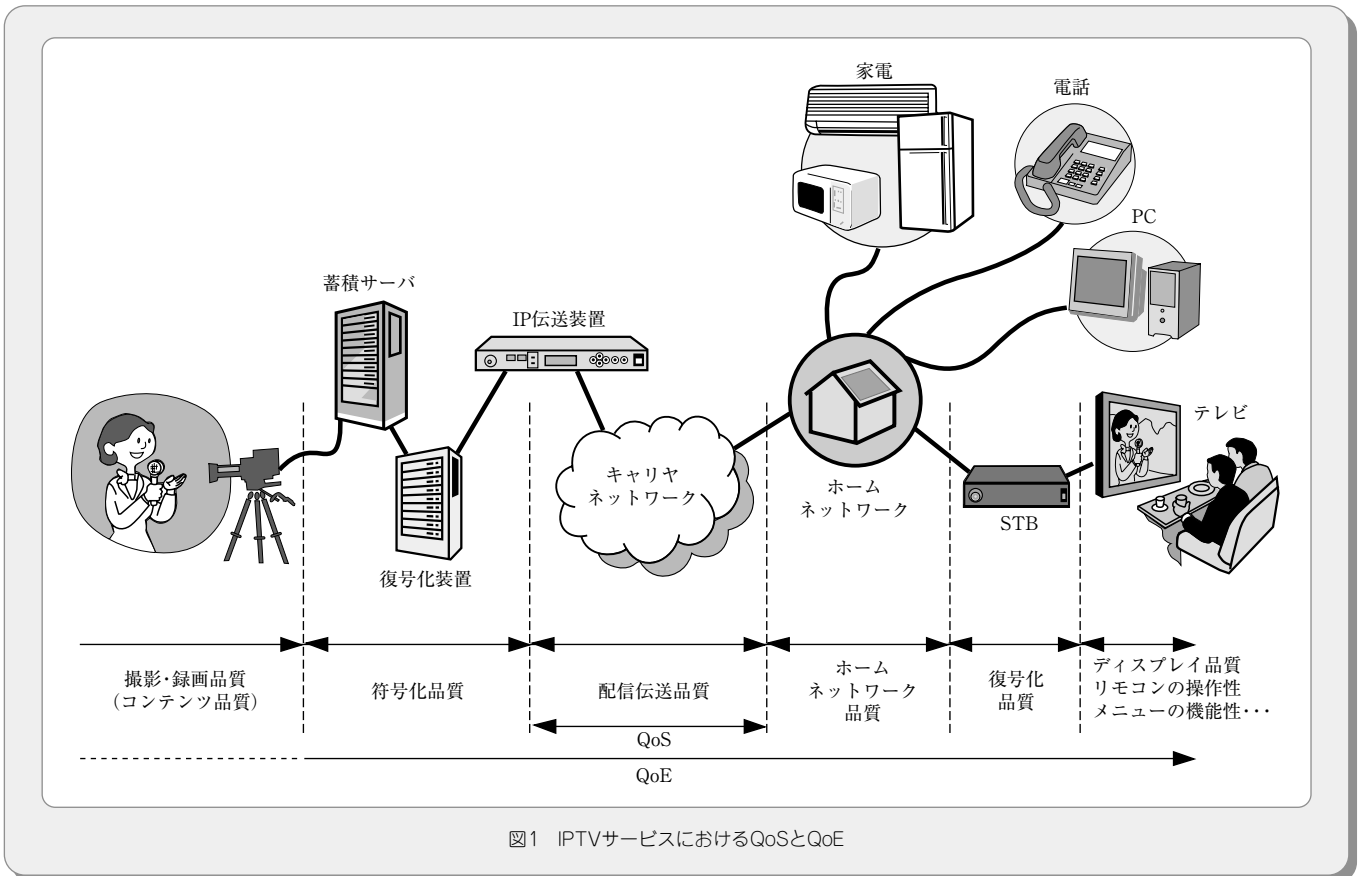 家電
電話
PC
蓄積サーバ
IP伝送装置
テレビ
キャリヤ
ネットワーク
ホーム
ネットワーク
STB
復号化装置
撮影・録画品質
（コンテンツ品質）
符号化品質
配信伝送品質
ホーム
ネットワーク
品質
復号化
品質
ディスプレイ品質
リモコンの操作性
メニューの機能性・・・
QoS
QoE
図1　IPTVサービスにおけるQoSとQoE